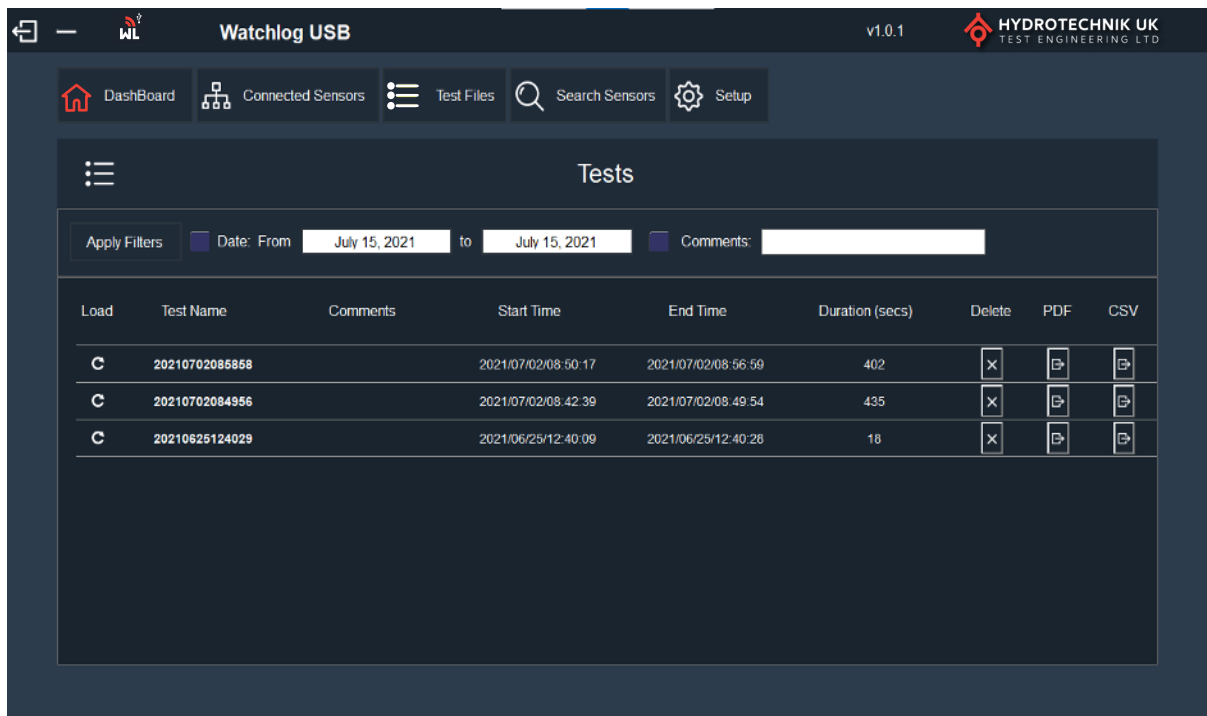 WL Watchlog USB v1.0.1 HYDROTECHNIK UK
TEST ENGINEERING LTD
DashBoard Connected Sensors Test Files Search Sensors Setup
Tests
Apply Filters Date: From July 15, 2021 to July 15, 2021 Comments:
Load Test Name Comments Start Time End Time Duration (secs) Delete PDF CSV
20210702085858 2021/07/02/08:50:17 2021/07/02/08:56:59 402
20210702084956 2021/07/02/08:42:39 2021/07/02/08:49:54 435
20210625124029 2021/06/25/12:40:09 2021/06/25/12:40:28 18